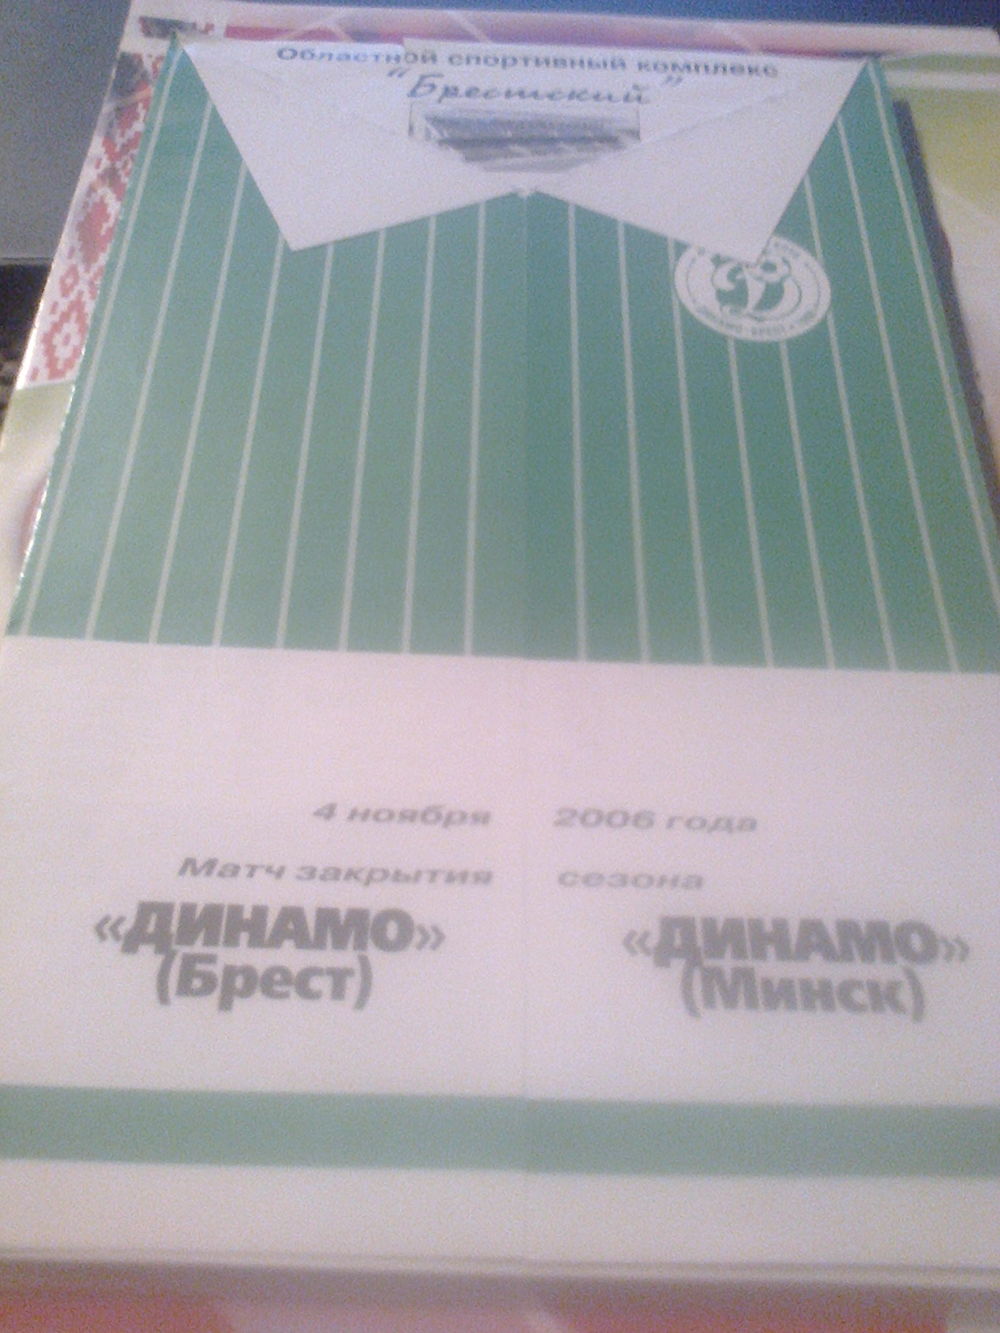 Областной спортивный комплекс
"Брестский"
4 ноября 2006 года
Матч закрытия сезона
«ДИНАМО» «ДИНАМО»
(Брест) (Минск)